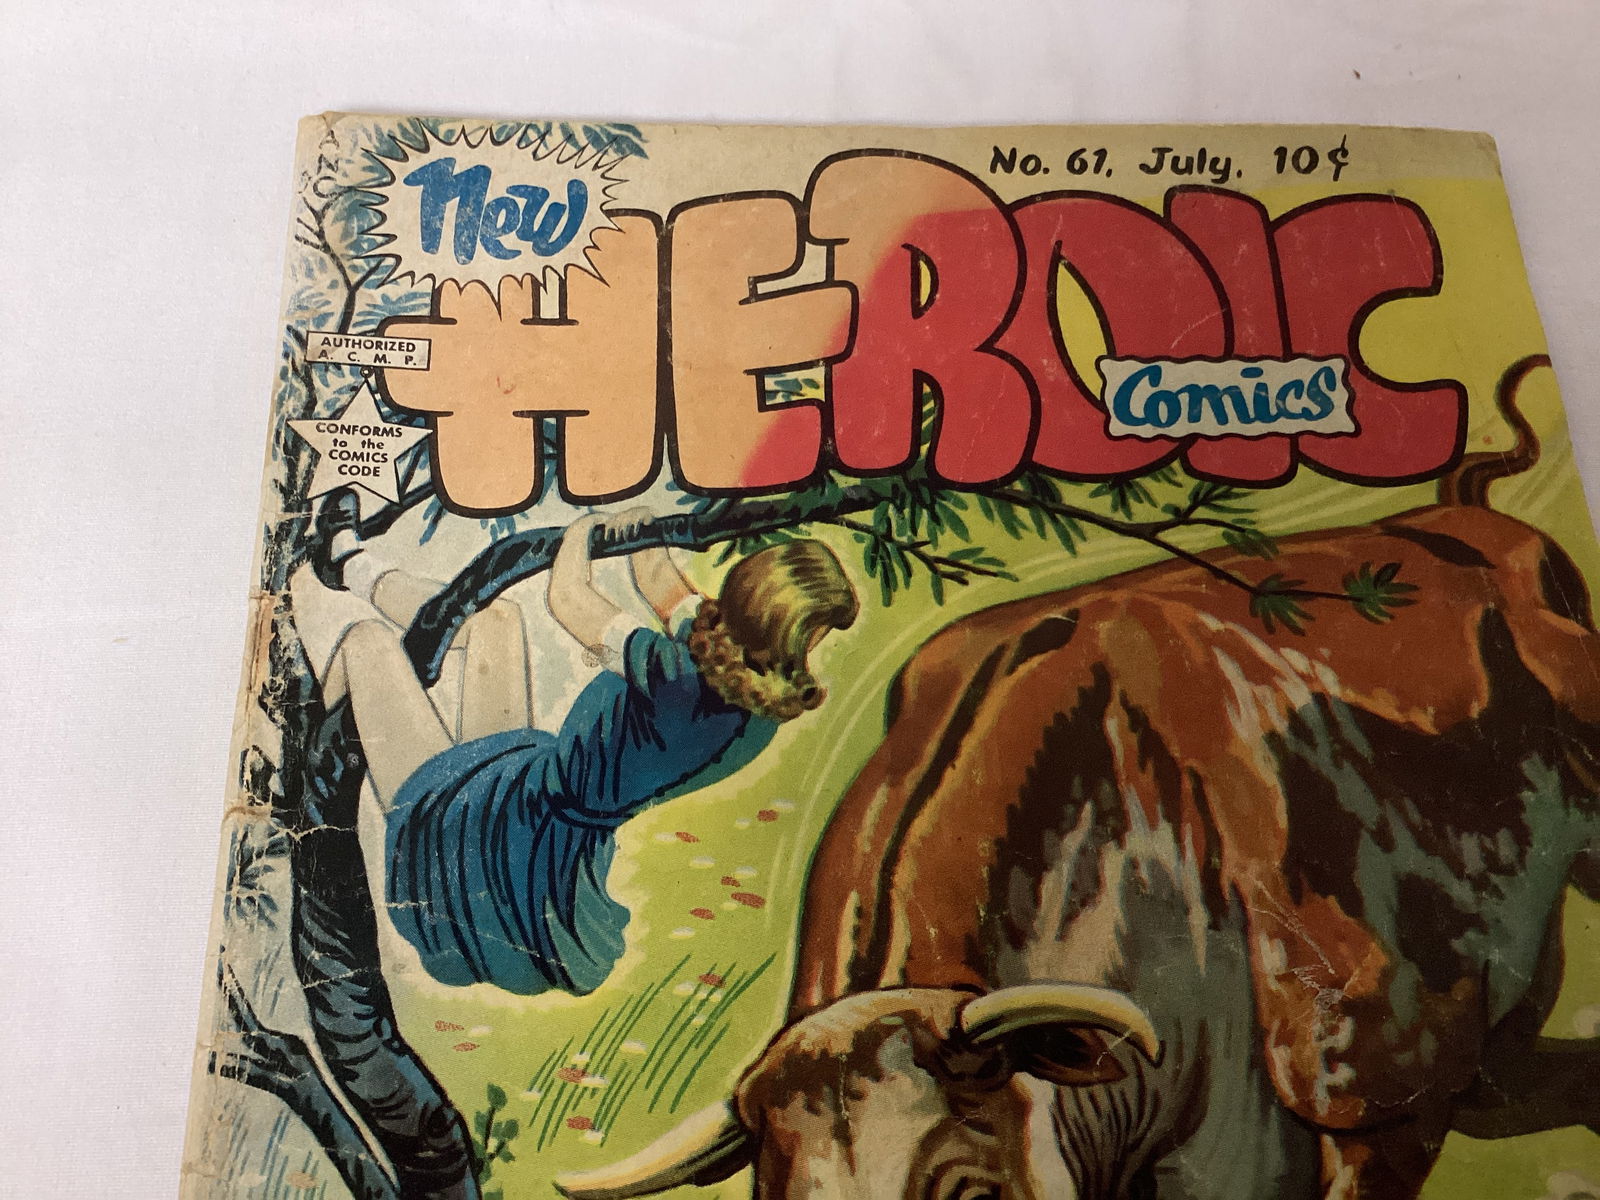 No. 61, July, 10¢
New
HEROIC
Comics
AUTHORIZED
A. C. M. P.
CONFORMS
to the
COMICS
CODE